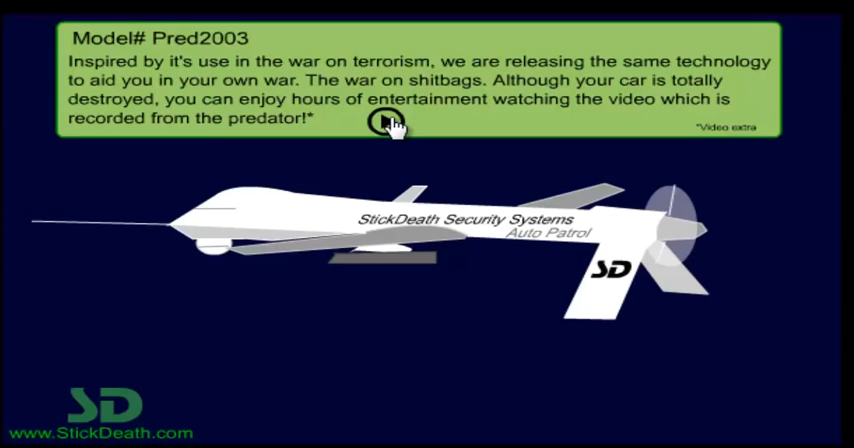 Model# Pred2003
Inspired by it's use in the war on terrorism, we are releasing the same technology
to aid you in your own war. The war on shitbags. Although your car is totally
destroyed, you can enjoy hours of entertainment watching the video which is
recorded from the predator!*
*Video extra
StickDeath Security Systems
Auto Patrol
SD
SD
www.StickDeath.com